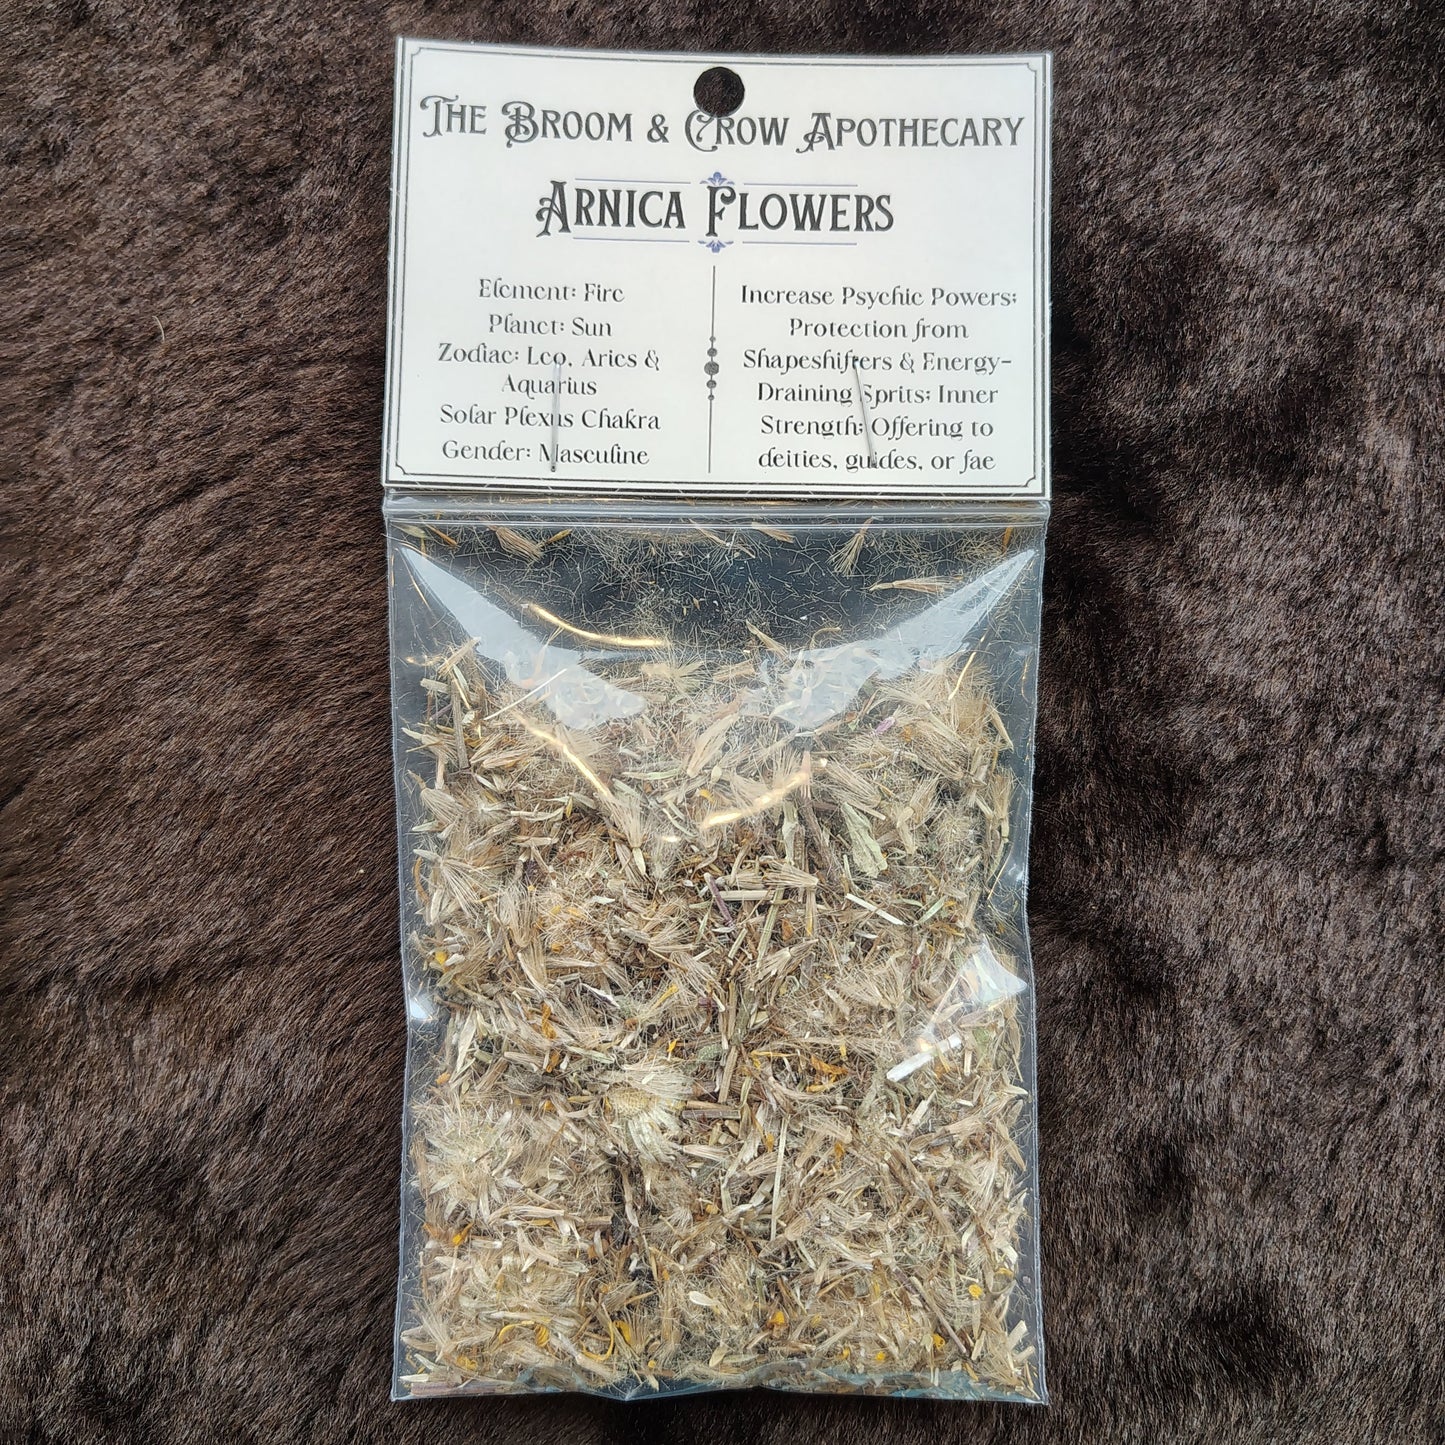 The Broom & Crow Apothecary
Arnica Flowers
Element: Fire
Planet: Sun
Zodiac: Leo, Aries &
Aquarius
Solar Plexus Chakra
Gender: Masculine
Increase Psychic Powers;
Protection from
Shapeshifters & Energy-
Draining Sprits; Inner
Strength; Offering to
deities, guides, or fae